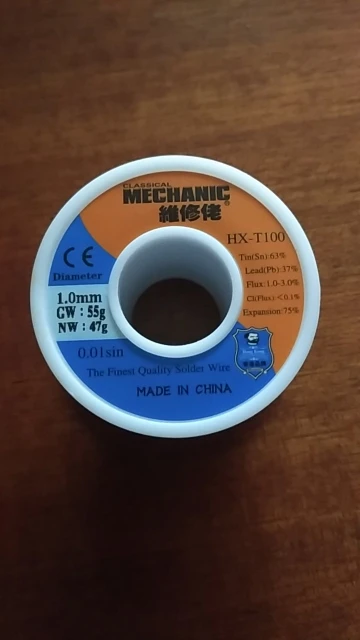 CLASSICAL
MECHANIC®
維修佬
HX-T100
Tin(Sn):63%
Lead(Pb):37%
Flux:1.0-3.0%
Cl(Flux):<0.1%
Expansion:75%
CE
Diameter
1.0mm
GW : 55g
NW : 47g
0.01sin
The Finest Quality Solder Wire
MADE IN CHINA